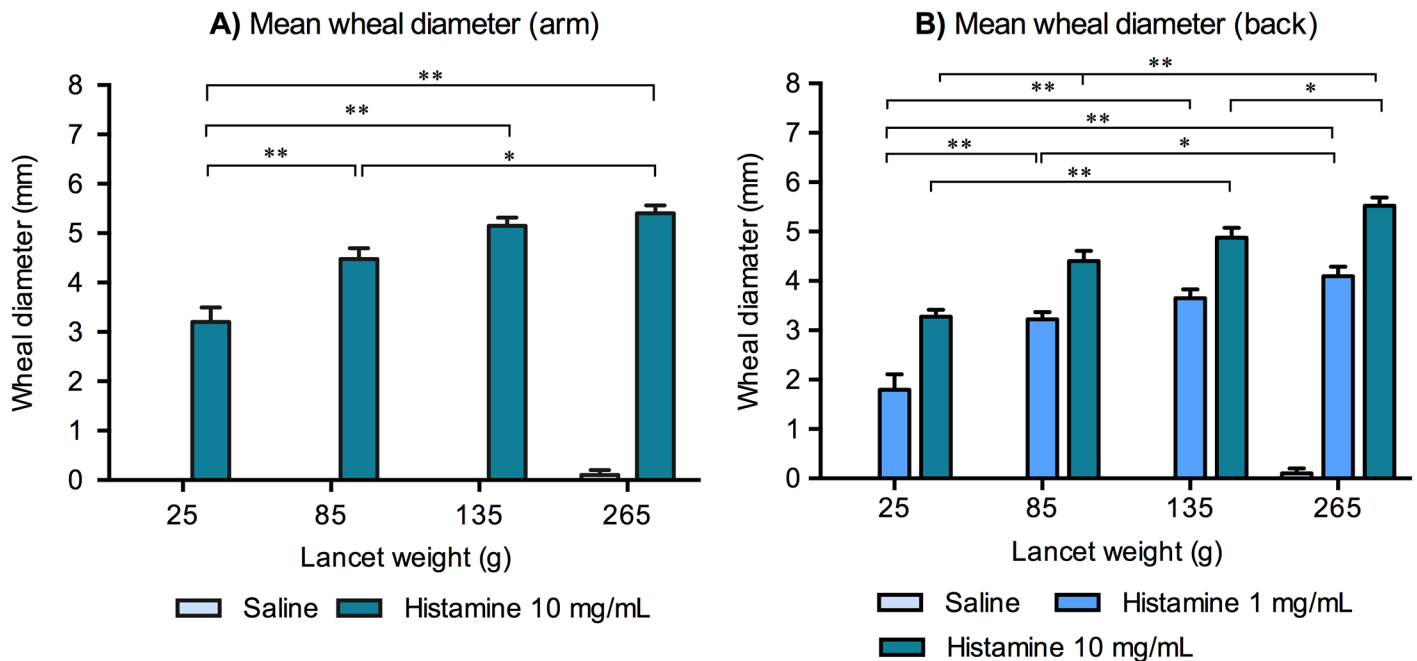 A) Mean wheal diameter (arm)
**
**
**
*
8
7
6
5
4
3
2
1
0
Wheal diameter (mm)
25 85 135 265
Lancet weight (g)
Saline Histamine 10 mg/mL
B) Mean wheal diameter (back)
**
**
*
**
**
*
**
8
7
6
5
4
3
2
1
0
Wheal diamater (mm)
25 85 135 265
Lancet weight (g)
Saline Histamine 1 mg/mL
Histamine 10 mg/mL